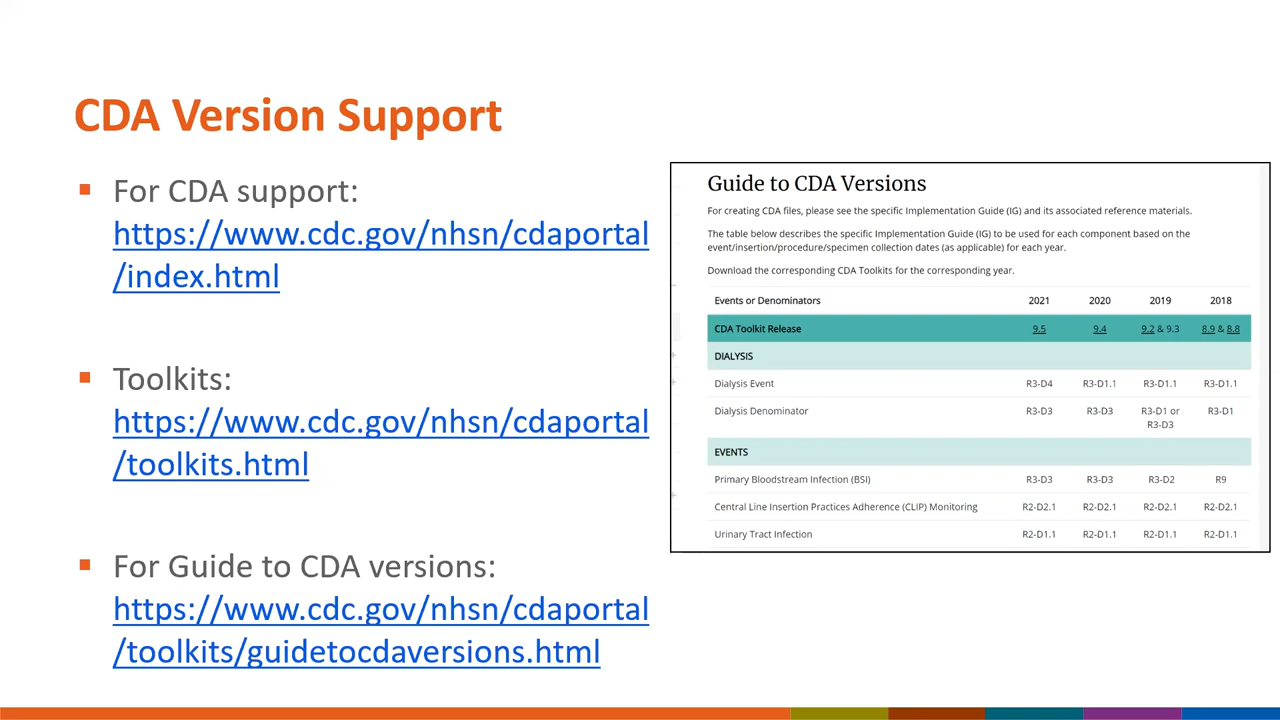 CDA Version Support
▪ For CDA support:
https://www.cdc.gov/nhsn/cdaportal
/index.html
▪ Toolkits:
https://www.cdc.gov/nhsn/cdaportal
/toolkits.html
▪ For Guide to CDA versions:
https://www.cdc.gov/nhsn/cdaportal
/toolkits/guidetocdaversions.html
Guide to CDA Versions
For creating CDA files, please see the specific Implementation Guide (IG) and its associated reference materials.
The table below describes the specific Implementation Guide (IG) to be used for each component based on the
event/insertion/procedure/specimen collection dates (as applicable) for each year.
Download the corresponding CDA Toolkits for the corresponding year.
Events or Denominators 2021 2020 2019 2018
CDA Toolkit Release 9.5 9.4 9.2 & 9.3 8.9 & 8.8
DIALYSIS
Dialysis Event R3-D4 R3-D1.1 R3-D1.1 R3-D1.1
Dialysis Denominator R3-D3 R3-D3 R3-D1 or R3-D1
R3-D3
EVENTS
Primary Bloodstream Infection (BSI) R3-D3 R3-D3 R3-D2 R9
Central Line Insertion Practices Adherence (CLIP) Monitoring R2-D2.1 R2-D2.1 R2-D2.1 R2-D2.1
Urinary Tract Infection R2-D1.1 R2-D1.1 R2-D1.1 R2-D1.1